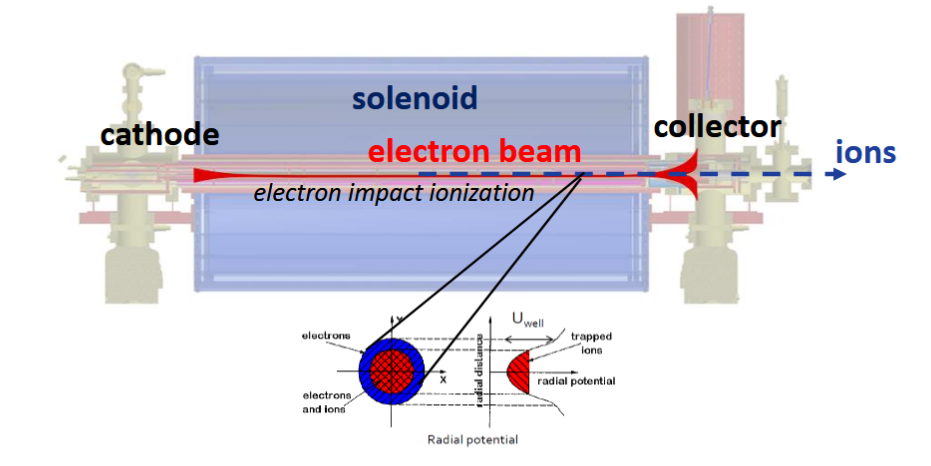 solenoid
cathode
collector
electron beam
ions
electron impact ionization
U well
electrons
Y
trapped
ions
radial distance
X
radial potential
electrons
and ions
Radial potential